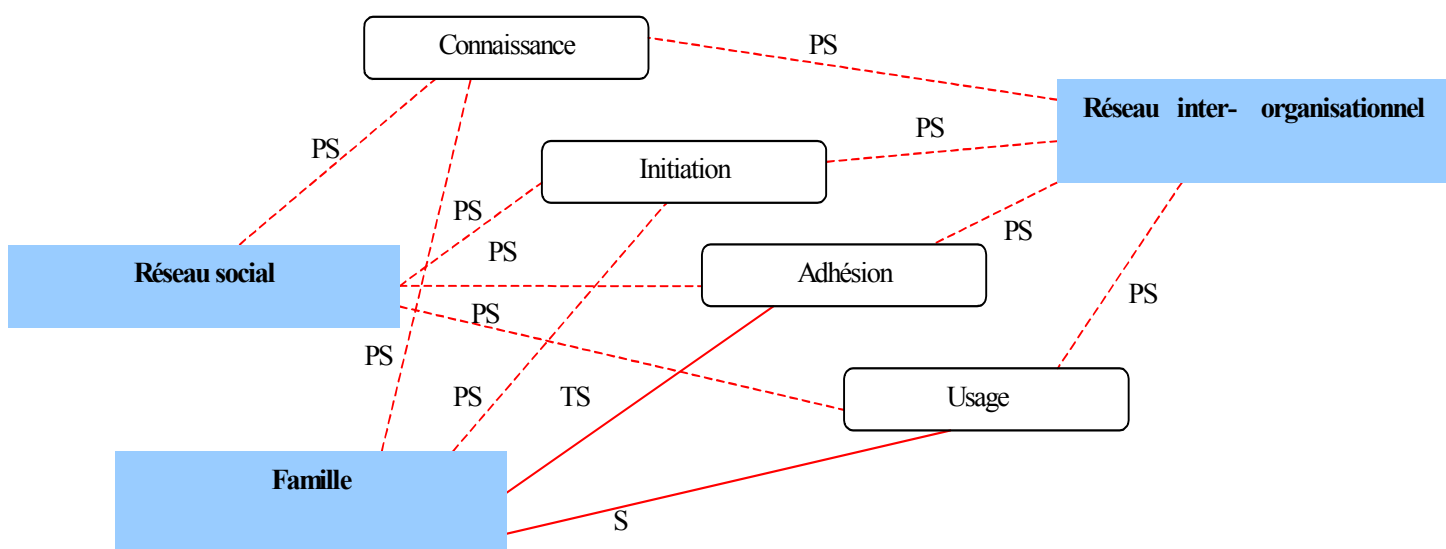 Connaissance
PS
Réseau inter- organisationnel
PS
PS
Initiation
PS
PS
PS
Réseau social
Adhésion
PS
PS
PS
Usage
PS
TS
Famille
S